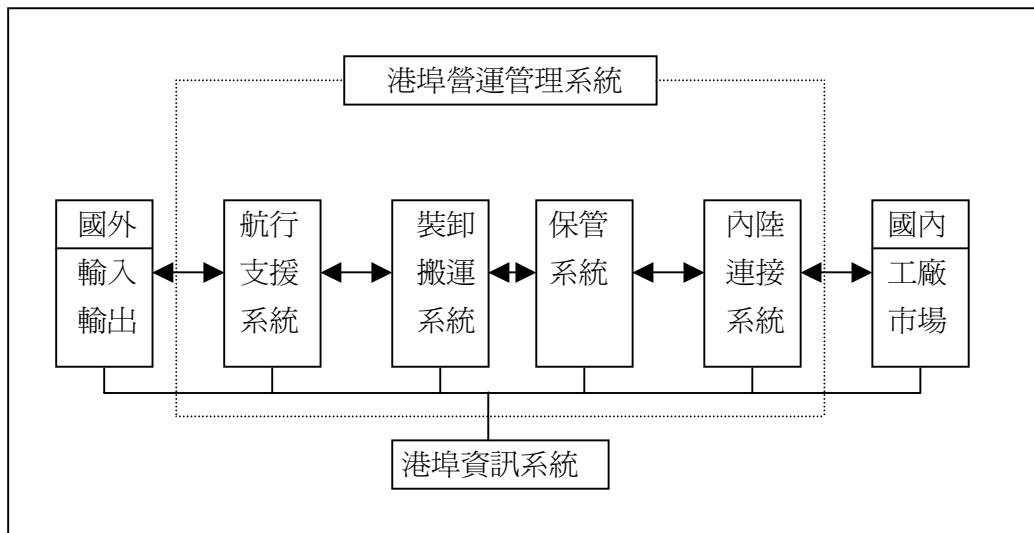 港埠營運管理系統
國外
輸入
輸出
航行
支援
系統
裝卸
搬運
系統
保管
系統
內陸
連接
系統
國內
工廠
市場
港埠資訊系統